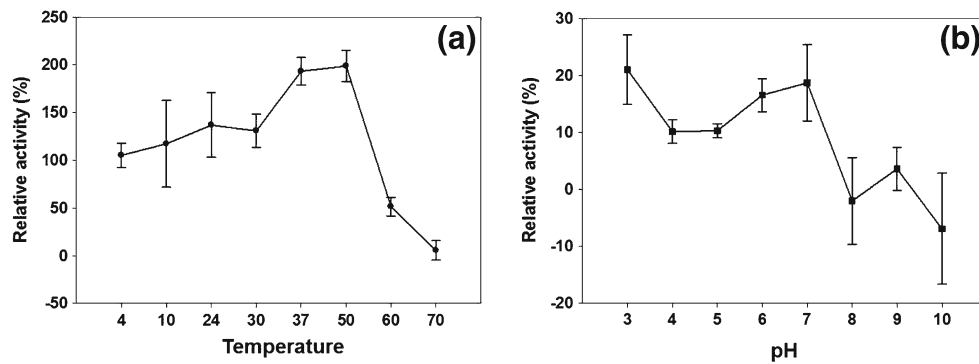 (a)
Relative activity (%)
250
200
150
100
50
0
-50
4 10 24 30 37 50 60 70
Temperature
(b)
Relative activity (%)
30
20
10
0
-10
-20
3 4 5 6 7 8 9 10
pH